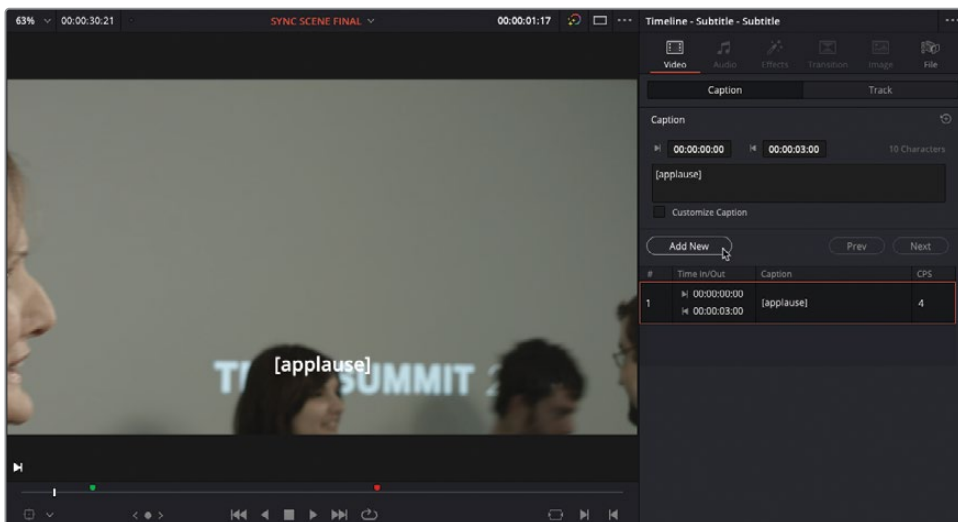 63% 00:00:30:21 SYNC SCENE FINAL 00:00:01:17
Timeline - Subtitle - Subtitle
Video Audio Effects Transition Image File
Caption Track
Caption
00:00:00:00 00:00:03:00 10 Characters
[applause]
Customize Caption
Add New Prev Next
# Time In/Out Caption CPS
1 00:00:00:00 [applause] 4
00:00:03:00
[applause]
SUMMIT